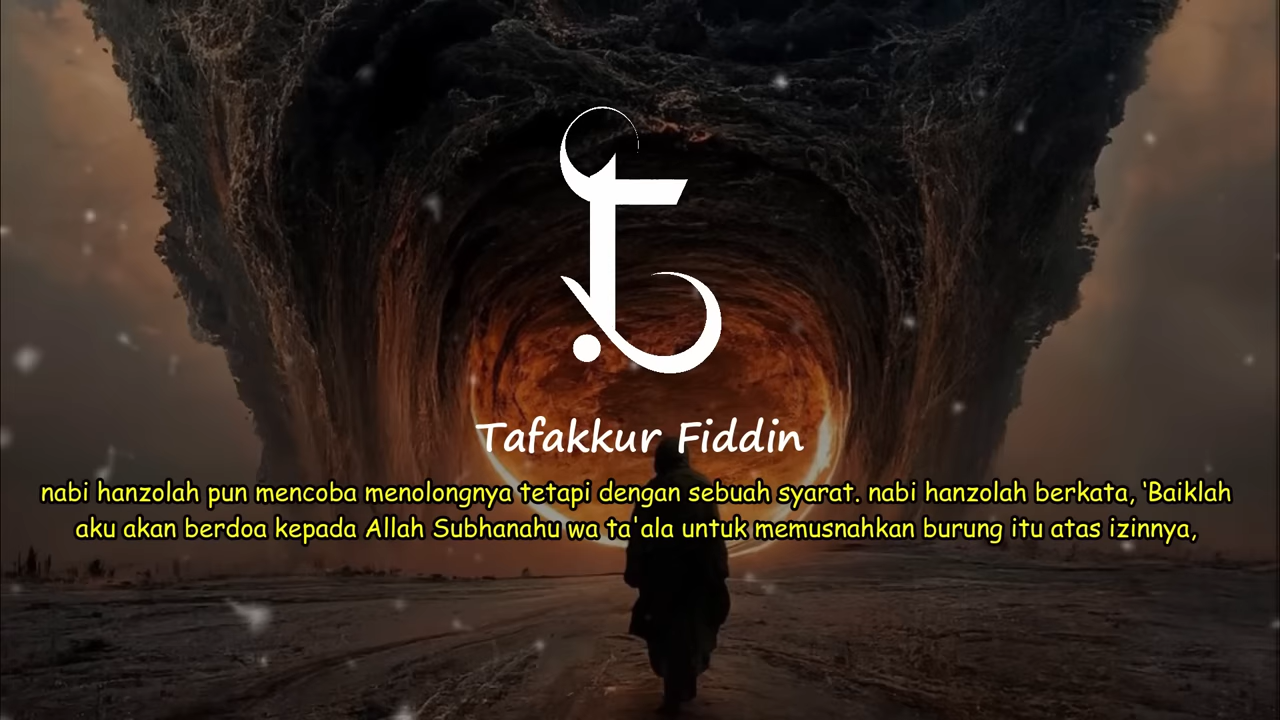 Tafakkur Fiddin
nabi hanzolah pun mencoba menolongnya tetapi dengan sebuah syarat. nabi hanzolah berkata, ‘Baiklah
aku akan berdoa kepada Allah Subhanahu wa ta'ala untuk memusnahkan burung itu atas izinnya,